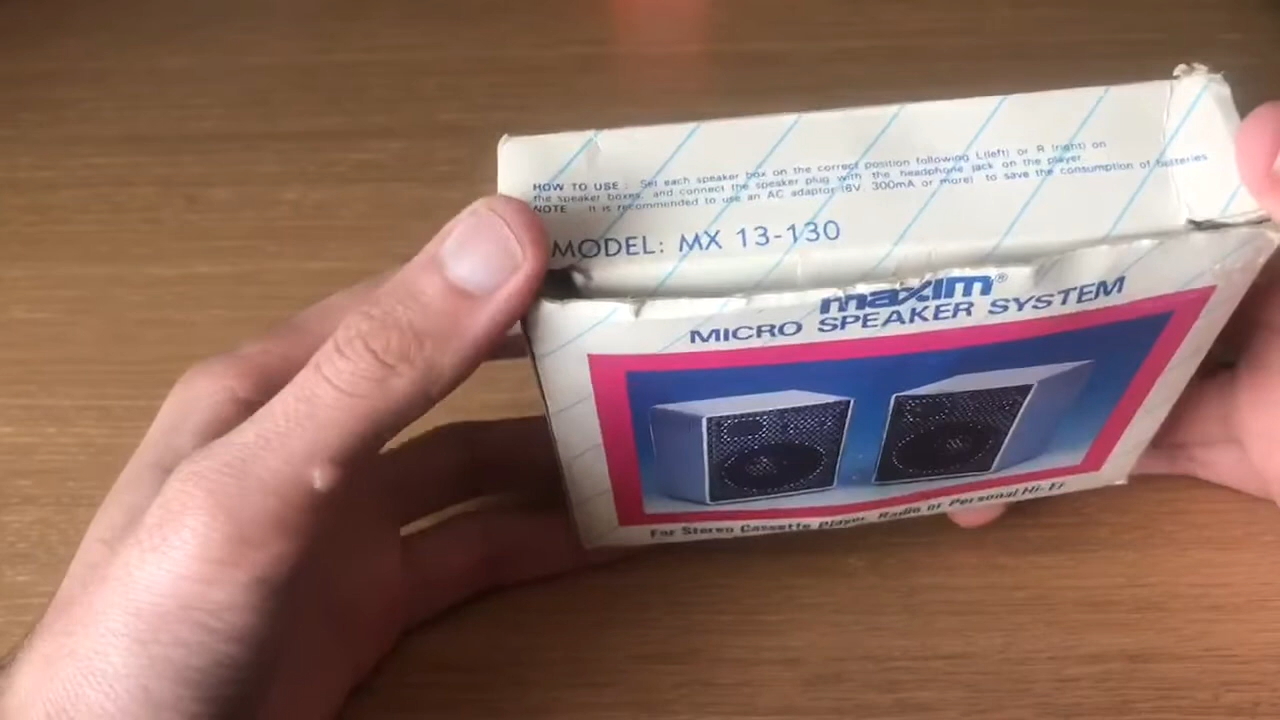 HOW TO USE : Set each speaker box on the correct position following L(left) or R (right) on
the speaker boxes, and connect the speaker plug with the headphone jack on the player.
NOTE It is recommended to use an AC adaptor (6V, 300mA or more) to save the consumption of batteries
MODEL: MX 13-130
maxim®
MICRO SPEAKER SYSTEM
For Stereo Cassette Player, Radio or Personal Hi-Fi